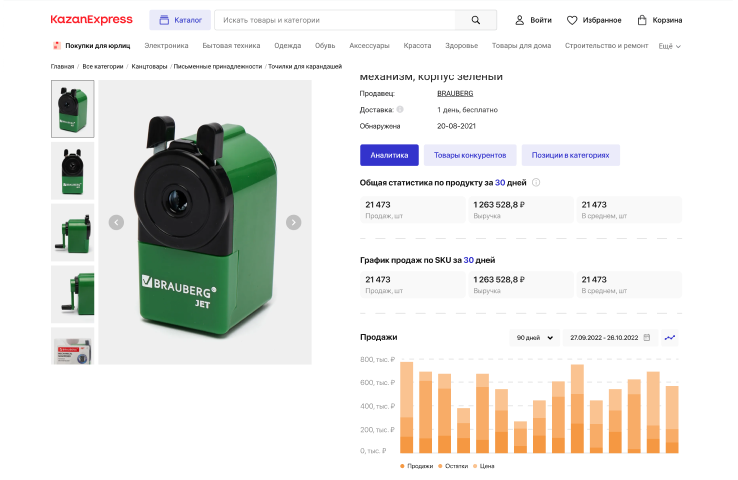 KazanExpress
Каталог
Искать товары и категории
Войти
Избранное
Корзина
Покупки для юрлиц
Электроника
Бытовая техника
Одежда
Обувь
Аксессуары
Красота
Здоровье
Товары для дома
Строительство и ремонт
Ещё
Главная / Все категории / Канцтовары / Письменные принадлежности / Точилки для карандашей
механизм, корпус зеленый
Продавец: BRAUBERG
Доставка: 1 день, бесплатно
Обнаружена 20-08-2021
Аналитика
Товары конкурентов
Позиции в категориях
Общая статистика по продукту за 30 дней
21 473 1 263 528,8 ₽ 21 473
Продаж, шт Выручка В среднем, шт
График продаж по SKU за 30 дней
21 473 1 263 528,8 ₽ 21 473
Продаж, шт Выручка В среднем, шт
Продажи
90 дней
27.09.2022 - 26.10.2022
800, тыс. ₽
600, тыс. ₽
400, тыс. ₽
200, тыс. ₽
0, тыс. ₽
Продажи Остатки Цена
BRAUBERG
JET